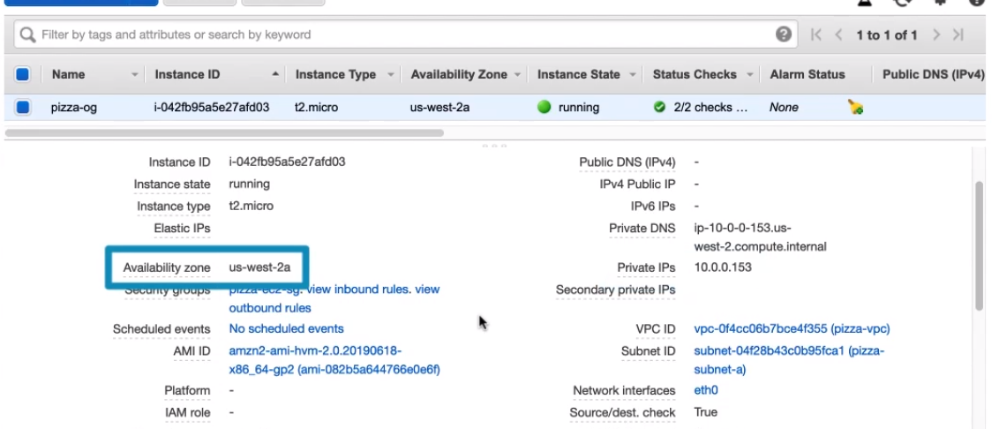 Filter by tags and attributes or search by keyword
1 to 1 of 1
Name Instance ID Instance Type Availability Zone Instance State Status Checks Alarm Status Public DNS (IPv4)
pizza-og i-042fb95a5e27afd03 t2.micro us-west-2a running 2/2 checks ... None
Instance ID i-042fb95a5e27afd03 Public DNS (IPv4) -
Instance state running IPv4 Public IP -
Instance type t2.micro IPv6 IPs -
Elastic IPs Private DNS ip-10-0-0-153.us-
west-2.compute.internal
Availability zone us-west-2a Private IPs 10.0.0.153
Security groups pizza-ec2-sg. view inbound rules. view Secondary private IPs
outbound rules
Scheduled events No scheduled events VPC ID vpc-0f4cc06b7bce4f355 (pizza-vpc)
AMI ID amzn2-ami-hvm-2.0.20190618- Subnet ID subnet-04f28b43c0b95fca1 (pizza-
x86_64-gp2 (ami-082b5a644766e0e6f) subnet-a)
Platform - Network interfaces eth0
IAM role - Source/dest. check True